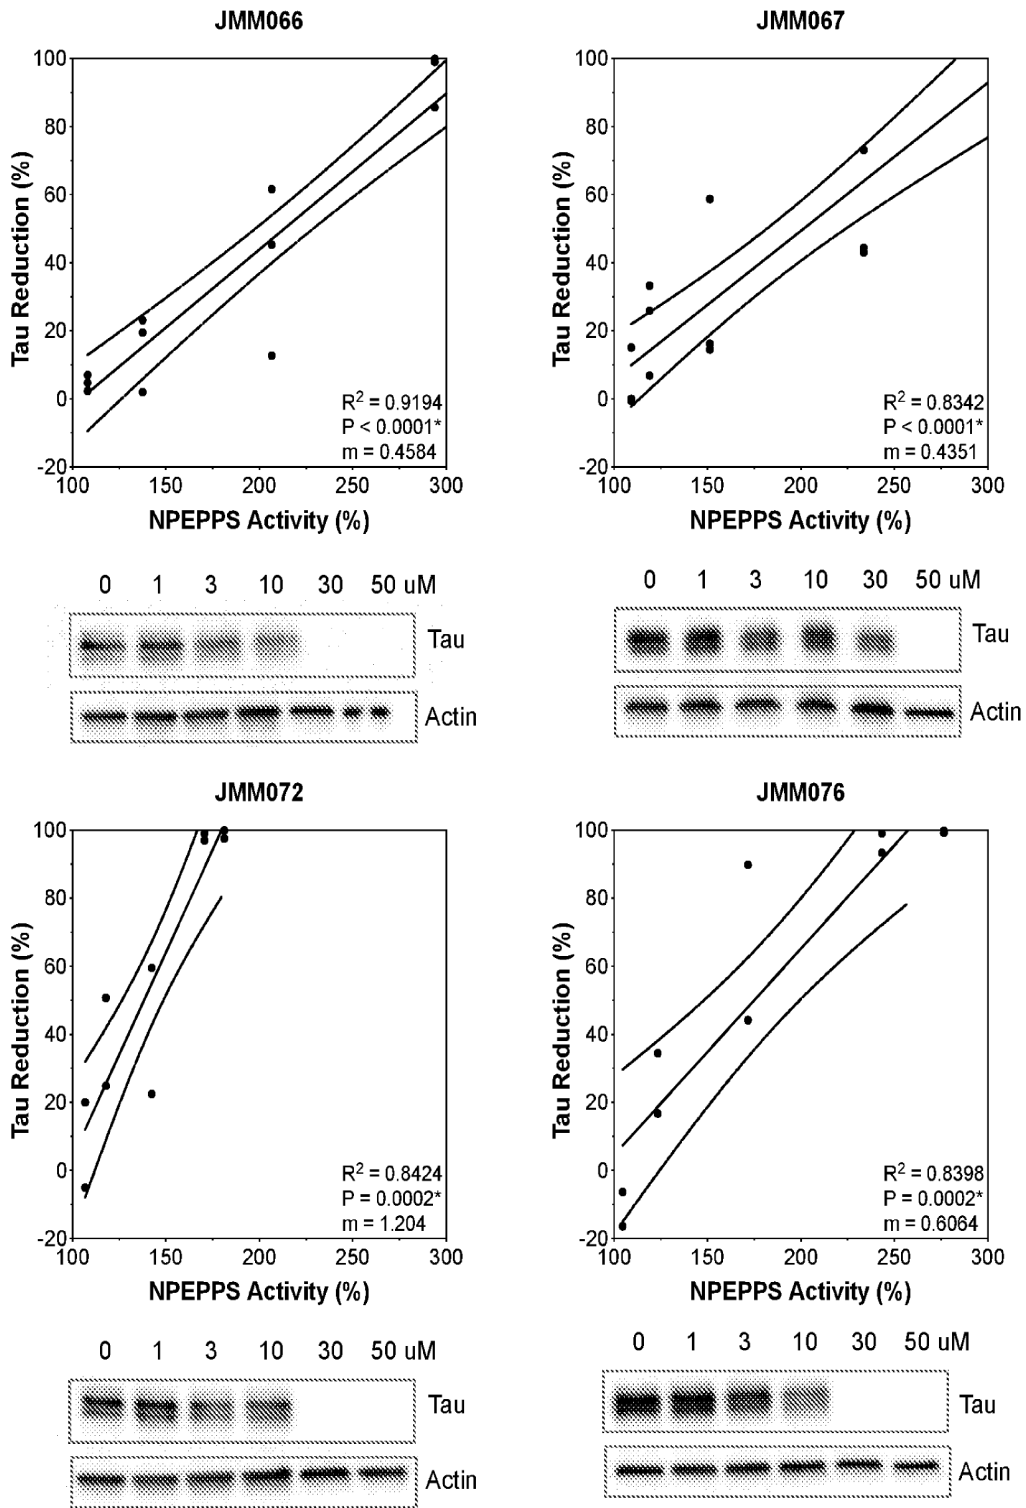 JMM066
100
80
60
40
20
0
-20
Tau Reduction (%)
R² = 0.9194
P < 0.0001*
m = 0.4584
100 150 200 250 300
NPEPPS Activity (%)
0 1 3 10 30 50 uM
Tau
Actin
JMM067
100
80
60
40
20
0
-20
Tau Reduction (%)
R² = 0.8342
P < 0.0001*
m = 0.4351
100 150 200 250 300
NPEPPS Activity (%)
0 1 3 10 30 50 uM
Tau
Actin
JMM072
100
80
60
40
20
0
-20
Tau Reduction (%)
R² = 0.8424
P = 0.0002*
m = 1.204
100 150 200 250 300
NPEPPS Activity (%)
0 1 3 10 30 50 uM
Tau
Actin
JMM076
100
80
60
40
20
0
-20
Tau Reduction (%)
R² = 0.8398
P = 0.0002*
m = 0.6064
100 150 200 250 300
NPEPPS Activity (%)
0 1 3 10 30 50 uM
Tau
Actin